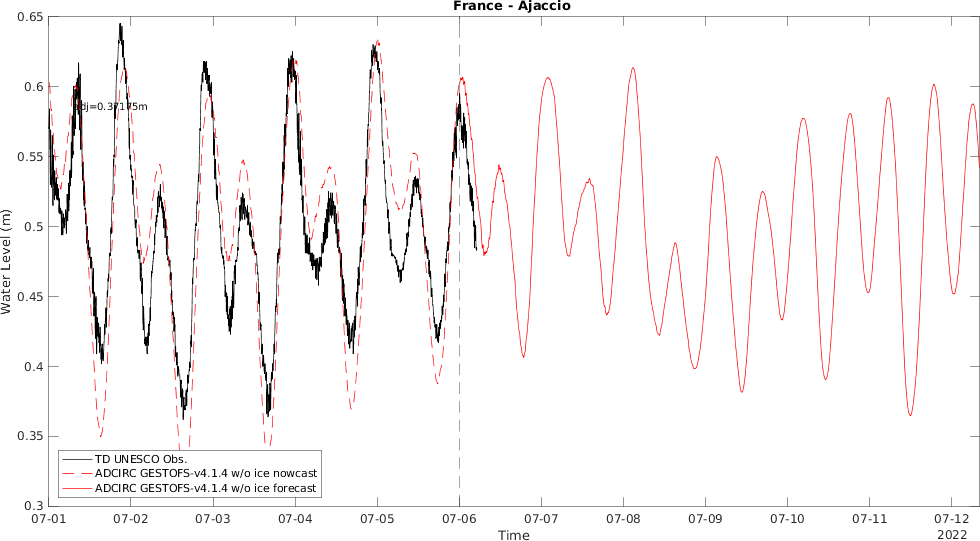 France - Ajaccio
0.65
0.6
0.55
0.5
0.45
0.4
0.35
0.3
Water Level (m)
adj=0.37175m
TD UNESCO Obs.
ADCIRC GESTOFS-v4.1.4 w/o ice nowcast
ADCIRC GESTOFS-v4.1.4 w/o ice forecast
07-01 07-02 07-03 07-04 07-05 07-06 07-07 07-08 07-09 07-10 07-11 07-12
Time
2022